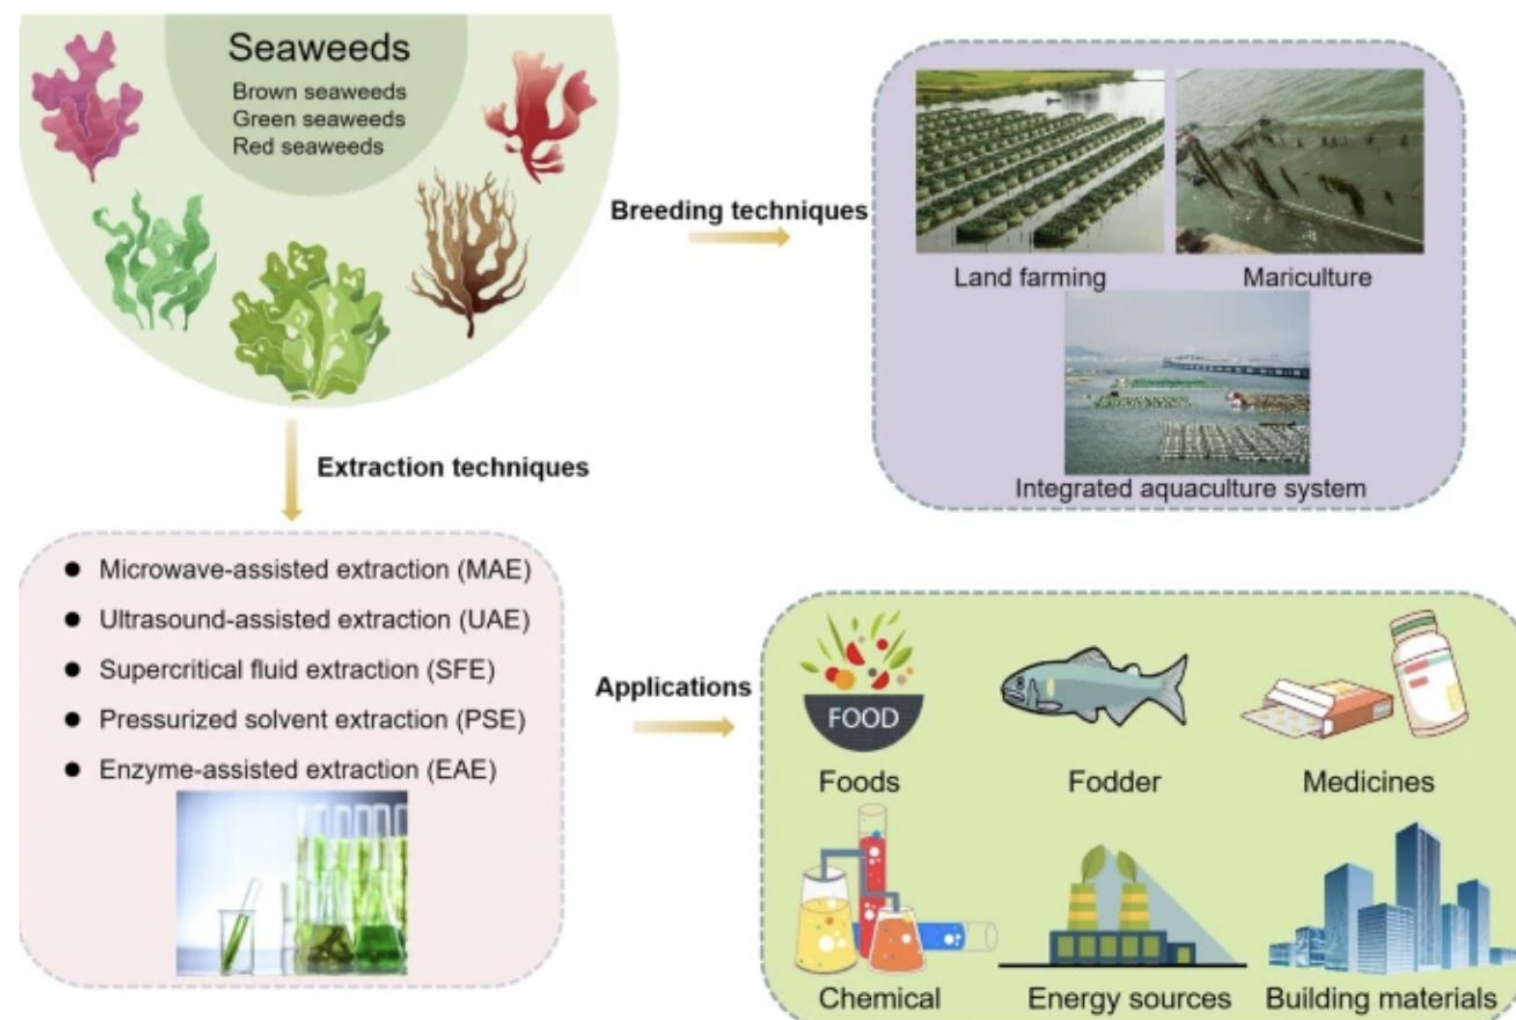 Seaweeds
Brown seaweeds
Green seaweeds
Red seaweeds
Breeding techniques
Land farming
Mariculture
Integrated aquaculture system
Extraction techniques
● Microwave-assisted extraction (MAE)
● Ultrasound-assisted extraction (UAE)
● Supercritical fluid extraction (SFE)
● Pressurized solvent extraction (PSE)
● Enzyme-assisted extraction (EAE)
Applications
FOOD
Foods
Fodder
Medicines
Chemical
Energy sources
Building materials